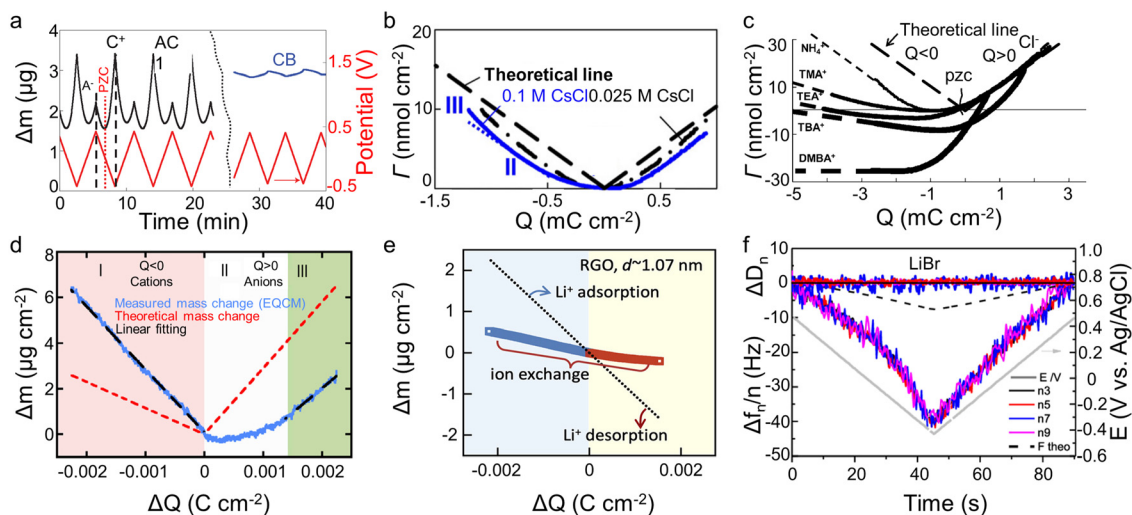 a
Δm (μg)
4
3
2
1
0
A⁻
PZC
C⁺
AC
1
CB
1.5
-0.5
Potential (V)
0
10
20
30
40
Time (min)
b
Γ (nmol cm⁻²)
20
10
0
Theoretical line
0.1 M CsCl 0.025 M CsCl
III
II
-1.5
-1
-0.5
0
0.5
1
Q (mC cm⁻²)
c
Γ (nmol cm⁻²)
30
10
-10
-30
Theoretical line
Cl⁻
Q<0
Q>0
pzc
NH₄⁺
TMA⁺
TEA⁺
TBA⁺
DMBA⁺
-5
-3
-1
1
3
Q (mC cm⁻²)
d
Δm (μg cm⁻²)
8
6
4
2
0
I
Q<0
Cations
II
Q>0
Anions
III
Measured mass change (EQCM)
Theoretical mass change
Linear fitting
-0.002
-0.001
0
0.001
0.002
ΔQ (C cm⁻²)
e
Δm (μg cm⁻²)
2
1
0
-1
-2
RGO, d~1.07 nm
Li⁺ adsorption
ion exchange
Li⁺ desorption
-0.002
0
0.002
ΔQ (C cm⁻²)
f
ΔDₙ
Δfₙ/n (Hz)
10
0
-10
-20
-30
-40
-50
LiBr
E /V
n3
n5
n7
n9
F theo
1.0
0.8
0.6
0.4
0.2
0
-0.2
-0.4
-0.6
E (V vs. Ag/AgCl)
0
20
40
60
80
Time (s)